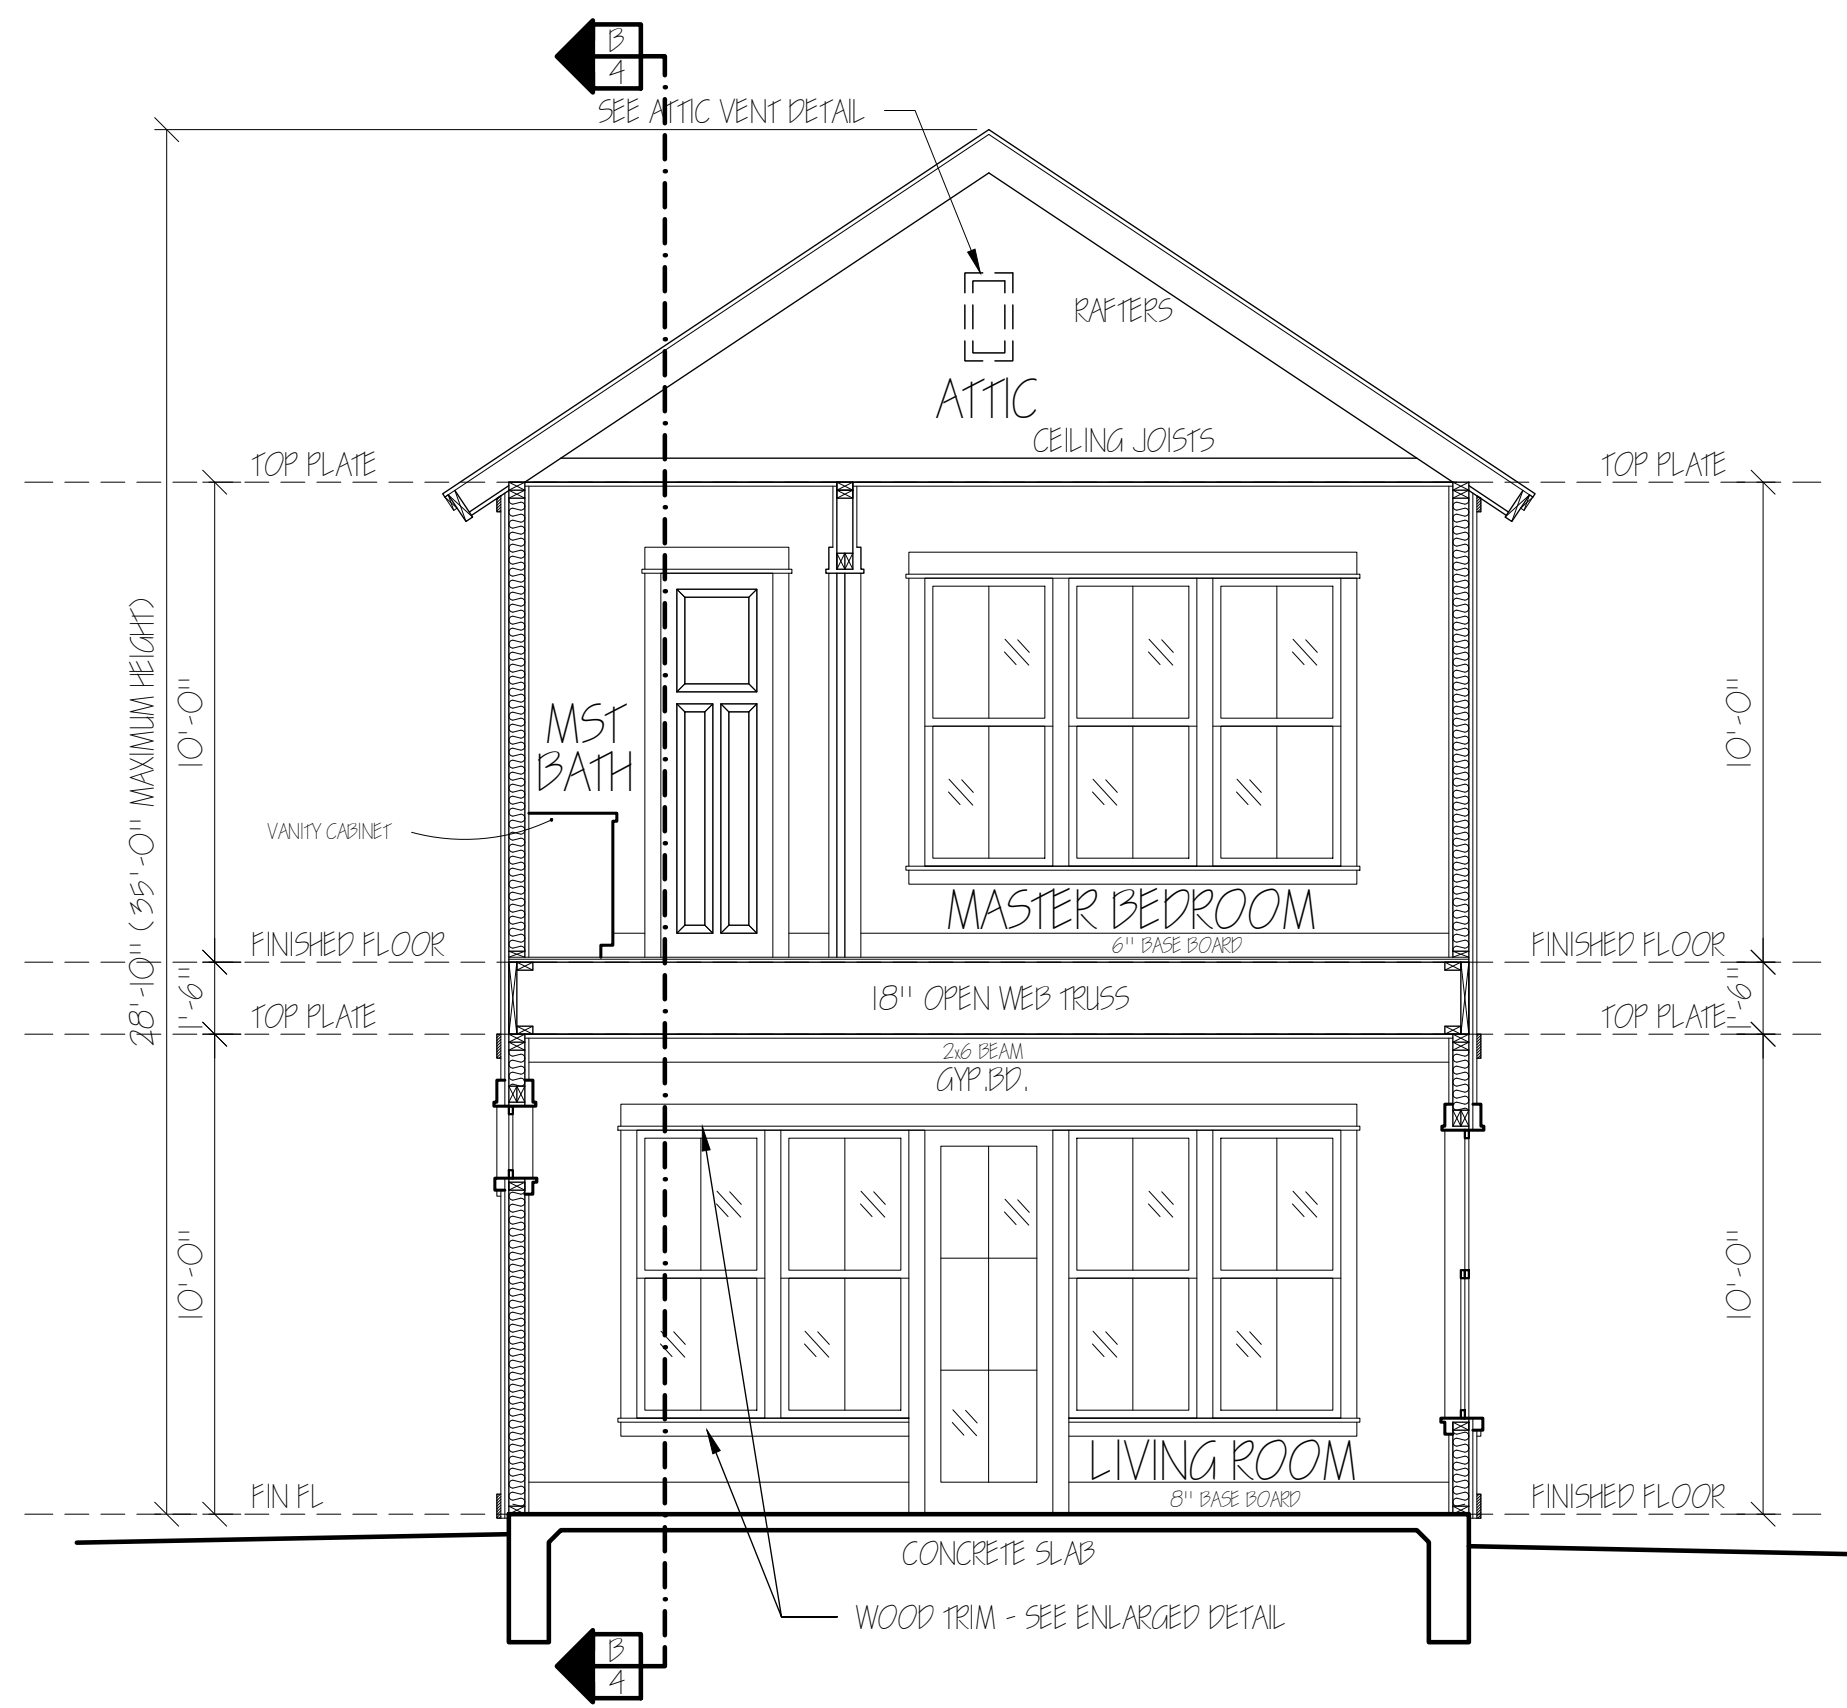 B
4
SEE ATTIC VENT DETAIL
RAFTERS
ATTIC
CEILING JOISTS
TOP PLATE
TOP PLATE
28'-10" (35'-0" MAXIMUM HEIGHT)
10'-0"
10'-0"
MST
BATH
VANITY CABINET
MASTER BEDROOM
6" BASE BOARD
FINISHED FLOOR
FINISHED FLOOR
1'-6"
18" OPEN WEB TRUSS
1'-6"
TOP PLATE
TOP PLATE
2x6 BEAM
GYP.BD.
10'-0"
10'-0"
LIVING ROOM
8" BASE BOARD
FIN FL
FINISHED FLOOR
CONCRETE SLAB
WOOD TRIM - SEE ENLARGED DETAIL
B
4